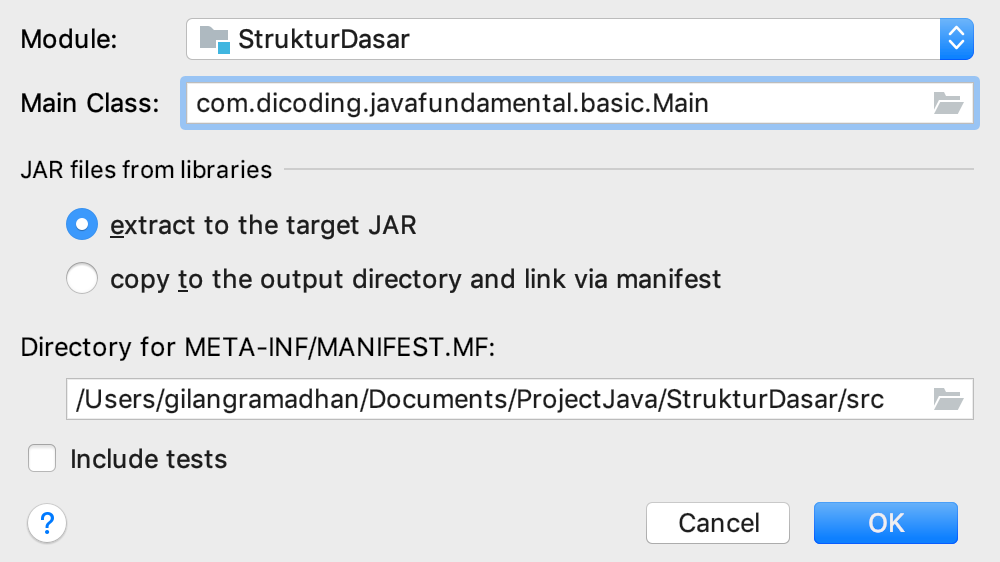 Module: StrukturDasar
Main Class: com.dicoding.javafundamental.basic.Main
JAR files from libraries
extract to the target JAR
copy to the output directory and link via manifest
Directory for META-INF/MANIFEST.MF:
/Users/gilangramadhan/Documents/ProjectJava/StrukturDasar/src
Include tests
? Cancel OK